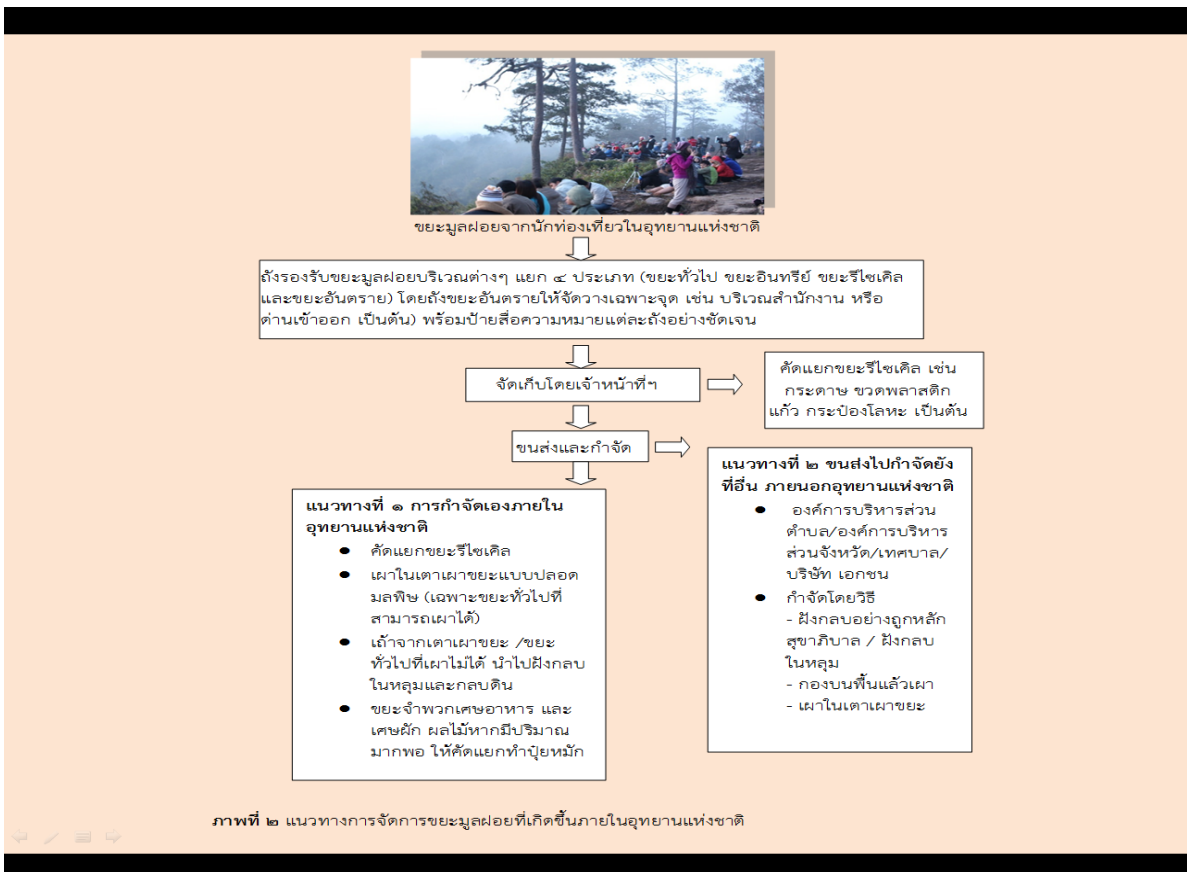 ขยะมูลฝอยจากนักท่องเที่ยวในอุทยานแห่งชาติ
ถังรองรับขยะมูลฝอยบริเวณต่างๆ แยก ๔ ประเภท (ขยะทั่วไป ขยะอินทรีย์ ขยะรีไซเคิล
และขยะอันตราย) โดยถังขยะอันตรายให้จัดวางเฉพาะจุด เช่น บริเวณสำนักงาน หรือ
ด่านเข้าออก เป็นต้น) พร้อมป้ายสื่อความหมายแต่ละถังอย่างชัดเจน
จัดเก็บโดยเจ้าหน้าที่ฯ
คัดแยกขยะรีไซเคิล เช่น
กระดาษ ขวดพลาสติก
แก้ว กระป๋องโลหะ เป็นต้น
ขนส่งและกำจัด
แนวทางที่ ๑ การกำจัดเองภายใน
อุทยานแห่งชาติ
● คัดแยกขยะรีไซเคิล
● เผาในเตาเผาขยะแบบปลอด
มลพิษ (เฉพาะขยะทั่วไปที่
สามารถเผาได้)
● เถ้าจากเตาเผาขยะ /ขยะ
ทั่วไปที่เผาไม่ได้ นำไปฝังกลบ
ในหลุมและกลบดิน
● ขยะจำพวกเศษอาหาร และ
เศษผัก ผลไม้หากมีปริมาณ
มากพอ ให้คัดแยกทำปุ๋ยหมัก
แนวทางที่ ๒ ขนส่งไปกำจัดยัง
ที่อื่น ภายนอกอุทยานแห่งชาติ
● องค์การบริหารส่วน
ตำบล/องค์การบริหาร
ส่วนจังหวัด/เทศบาล/
บริษัท เอกชน
● กำจัดโดยวิธี
- ฝังกลบอย่างถูกหลัก
สุขาภิบาล / ฝังกลบ
ในหลุม
- กองบนพื้นแล้วเผา
- เผาในเตาเผาขยะ
ภาพที่ ๒ แนวทางการจัดการขยะมูลฝอยที่เกิดขึ้นภายในอุทยานแห่งชาติ